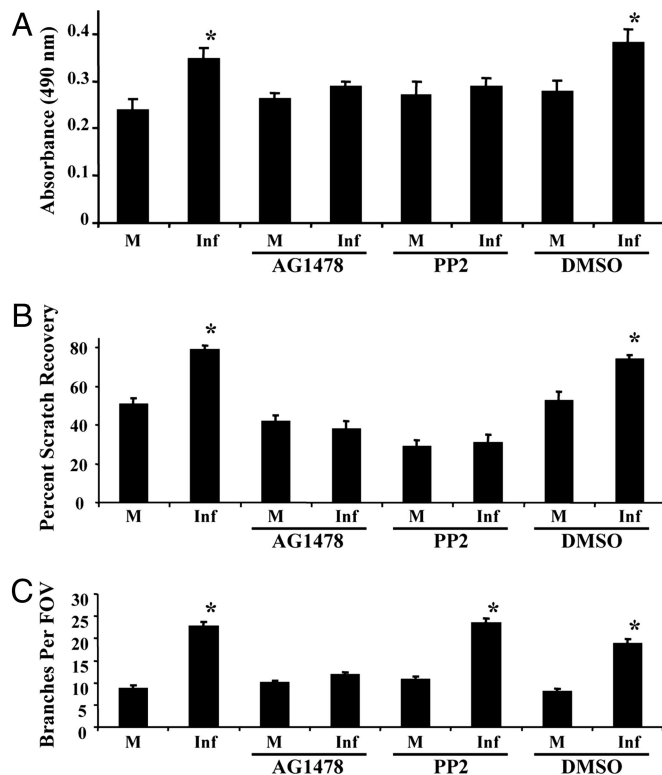 A
Absorbance (490 nm)
0.4
0.3
0.2
0.1
0
*
*
M Inf M Inf M Inf M Inf
AG1478 PP2 DMSO
B
Percent Scratch Recovery
80
60
40
20
0
*
*
M Inf M Inf M Inf M Inf
AG1478 PP2 DMSO
C
Branches Per FOV
30
25
20
15
10
5
0
*
*
*
M Inf M Inf M Inf M Inf
AG1478 PP2 DMSO